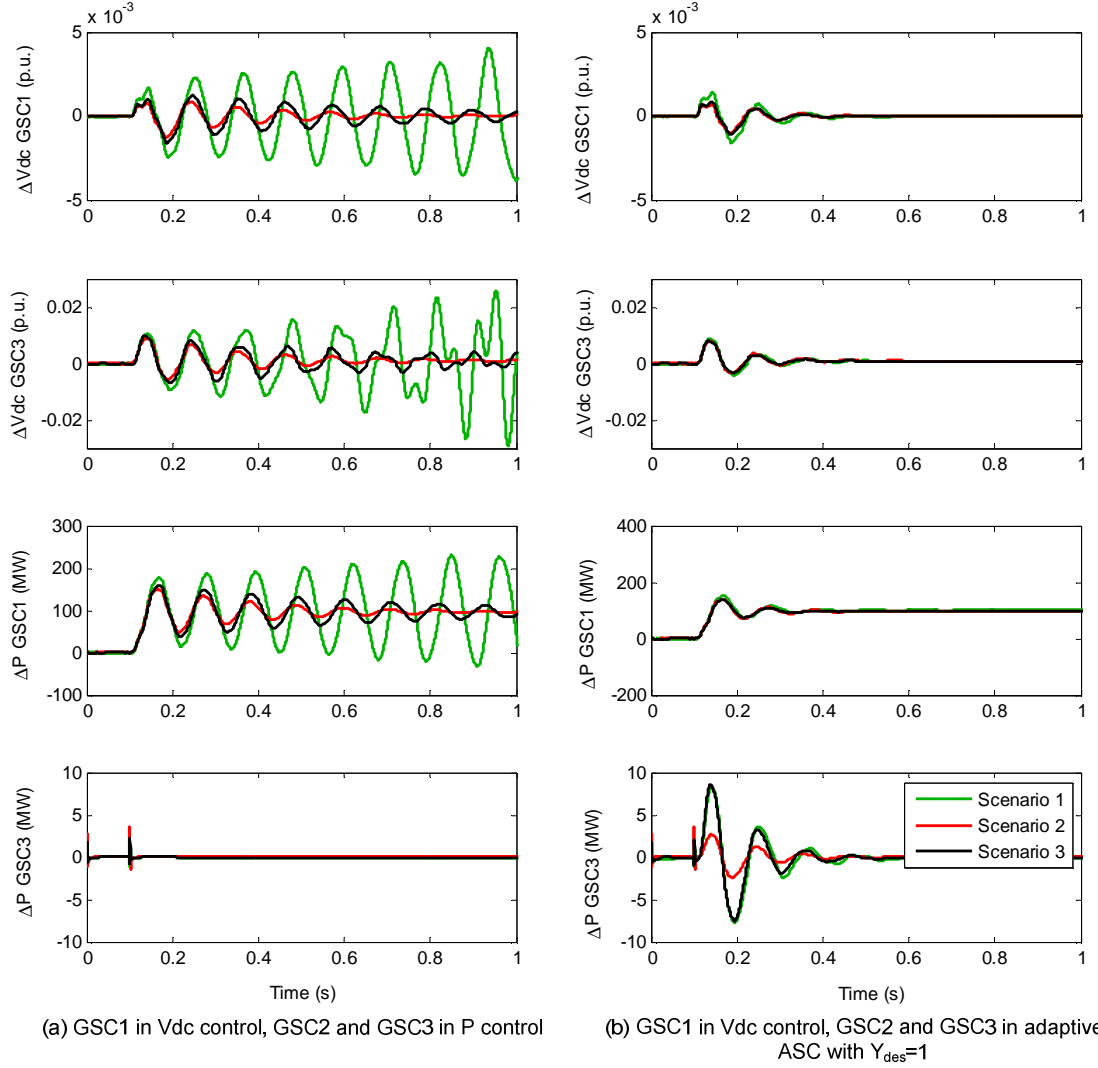 x 10⁻³
5
0
-5
ΔVdc GSC1 (p.u.)
0 0.2 0.4 0.6 0.8 1
0.02
0
-0.02
ΔVdc GSC3 (p.u.)
0 0.2 0.4 0.6 0.8 1
300
200
100
0
-100
ΔP GSC1 (MW)
0 0.2 0.4 0.6 0.8 1
10
5
0
-5
-10
ΔP GSC3 (MW)
0 0.2 0.4 0.6 0.8 1
Time (s)
(a) GSC1 in Vdc control, GSC2 and GSC3 in P control
x 10⁻³
5
0
-5
ΔVdc GSC1 (p.u.)
0 0.2 0.4 0.6 0.8 1
0.02
0
-0.02
ΔVdc GSC3 (p.u.)
0 0.2 0.4 0.6 0.8 1
400
200
0
-200
ΔP GSC1 (MW)
0 0.2 0.4 0.6 0.8 1
10
5
0
-5
-10
ΔP GSC3 (MW)
Scenario 1
Scenario 2
Scenario 3
0 0.2 0.4 0.6 0.8 1
Time (s)
(b) GSC1 in Vdc control, GSC2 and GSC3 in adaptive
ASC with Y_des=1